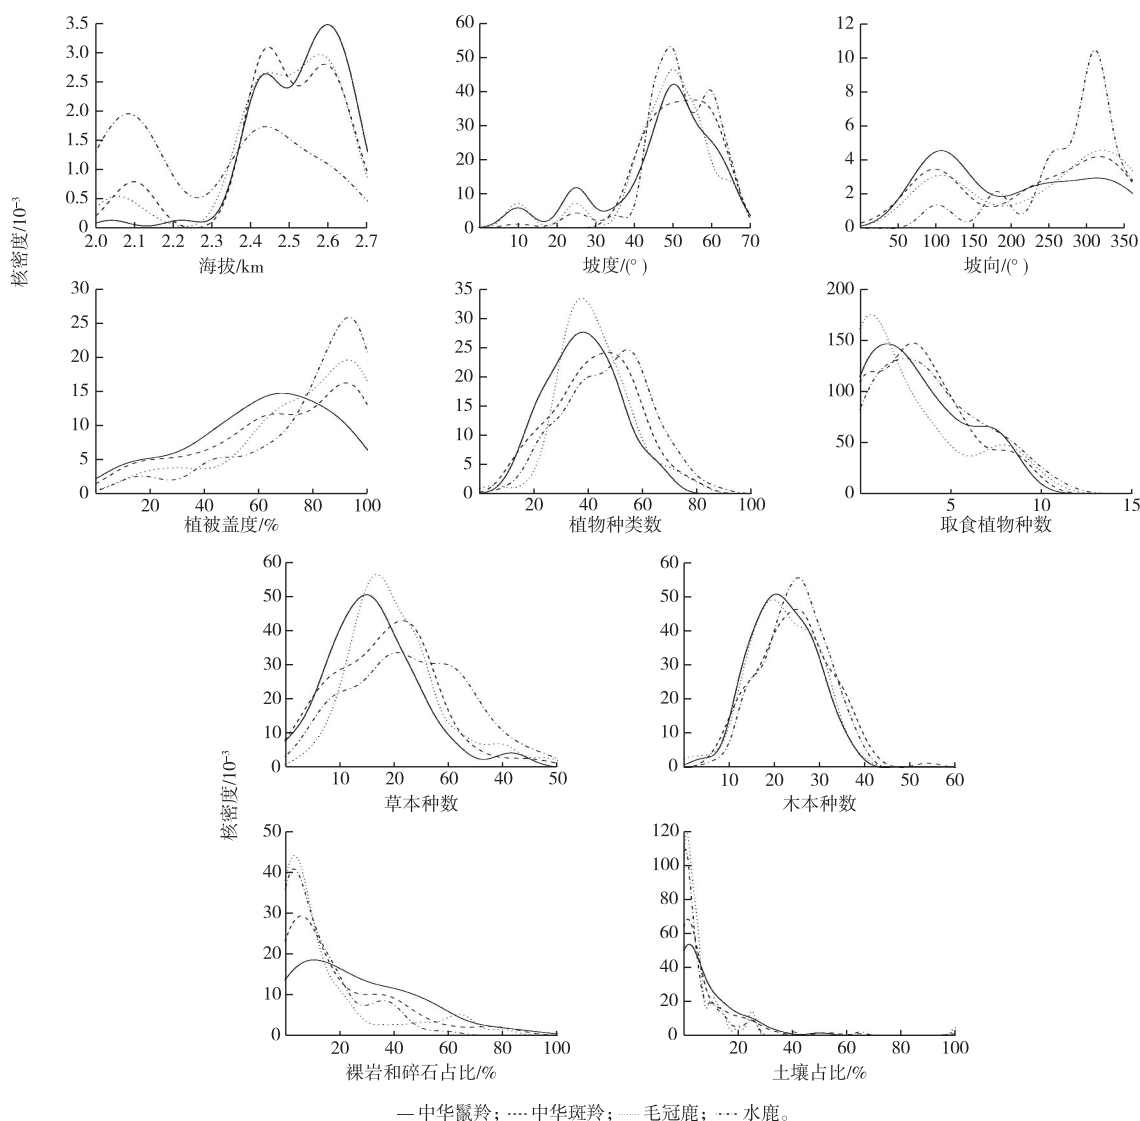 3.5 60 12
3.0 50 10
2.5 40 8
2.0 30 6
1.5 20 4
1.0 10 2
0.5
0 0 0
2.0 2.1 2.2 2.3 2.4 2.5 2.6 2.7 10 20 30 40 50 60 70 50 100 150 200 250 300 350
海拔/km 坡度/(°) 坡向/(°)
核密度/10⁻³
30 35 200
25 30 150
20 25 100
15 20 50
10 15 0
5 10
0 5
0
20 40 60 80 100 20 40 60 80 100 5 10 15
植被盖度/% 植物种类数 取食植物种数
60 60
50 50
40 40
30 30
20 20
10 10
0 0
10 20 60 40 50 10 20 30 40 50 60
草本种数 木本种数
核密度/10⁻³
50 120
40 100
30 80
20 60
10 40
0 20
0
20 40 60 80 100 20 40 60 80 100
裸岩和碎石占比/% 土壤占比/%
中华鬣羚; 中华斑羚; 毛冠鹿; 水鹿。